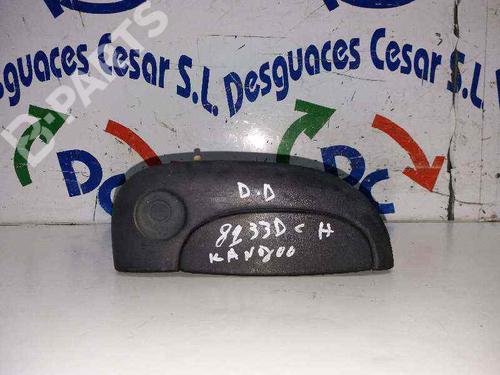 Desguaces Cesar S.L.
Desguaces Cesar S.L.
B-PARTS
DC
DC
D.D
8233DCH
KANGOO